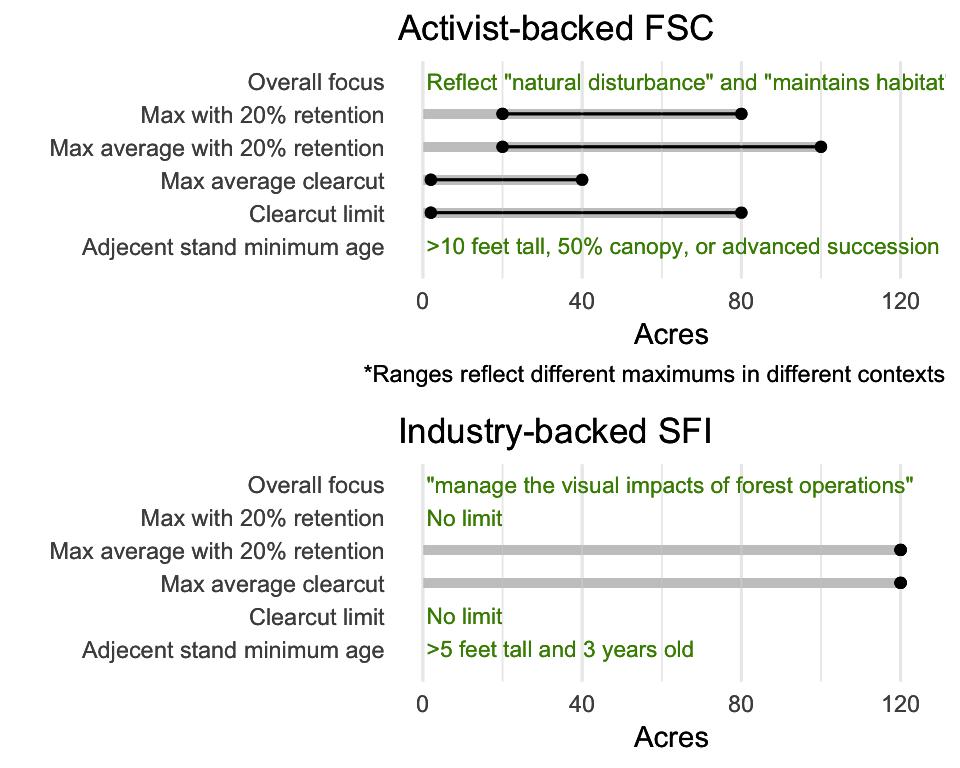 Activist-backed FSC
Overall focus
Reflect "natural disturbance" and "maintains habitat'
Max with 20% retention
Max average with 20% retention
Max average clearcut
Clearcut limit
Adjecent stand minimum age
>10 feet tall, 50% canopy, or advanced succession
0 40 80 120
Acres
*Ranges reflect different maximums in different contexts
Industry-backed SFI
Overall focus
"manage the visual impacts of forest operations"
Max with 20% retention
No limit
Max average with 20% retention
Max average clearcut
Clearcut limit
No limit
Adjecent stand minimum age
>5 feet tall and 3 years old
0 40 80 120
Acres